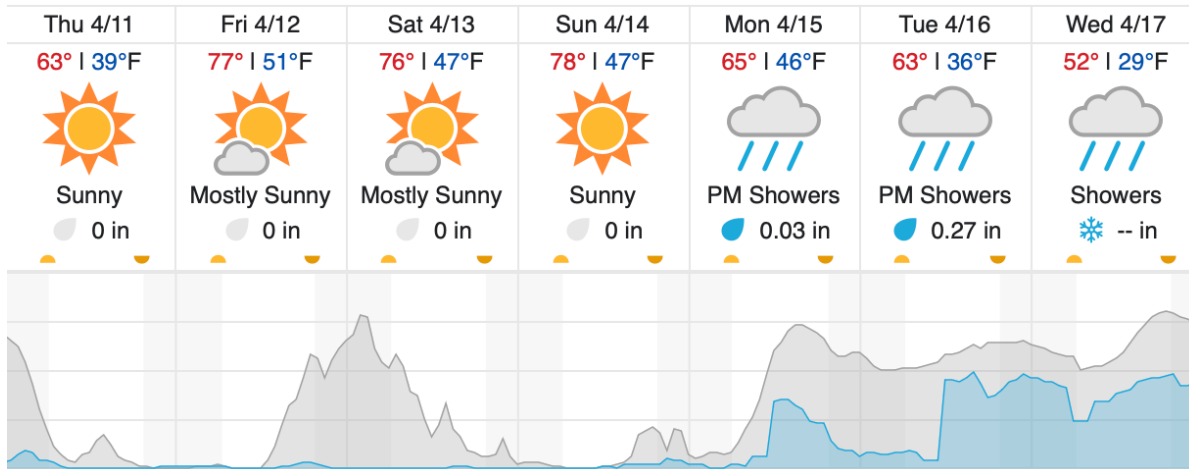 Thu 4/11 Fri 4/12 Sat 4/13 Sun 4/14 Mon 4/15 Tue 4/16 Wed 4/17
63° | 39°F 77° | 51°F 76° | 47°F 78° | 47°F 65° | 46°F 63° | 36°F 52° | 29°F
Sunny Mostly Sunny Mostly Sunny Sunny PM Showers PM Showers Showers
0 in 0 in 0 in 0 in 0.03 in 0.27 in -- in